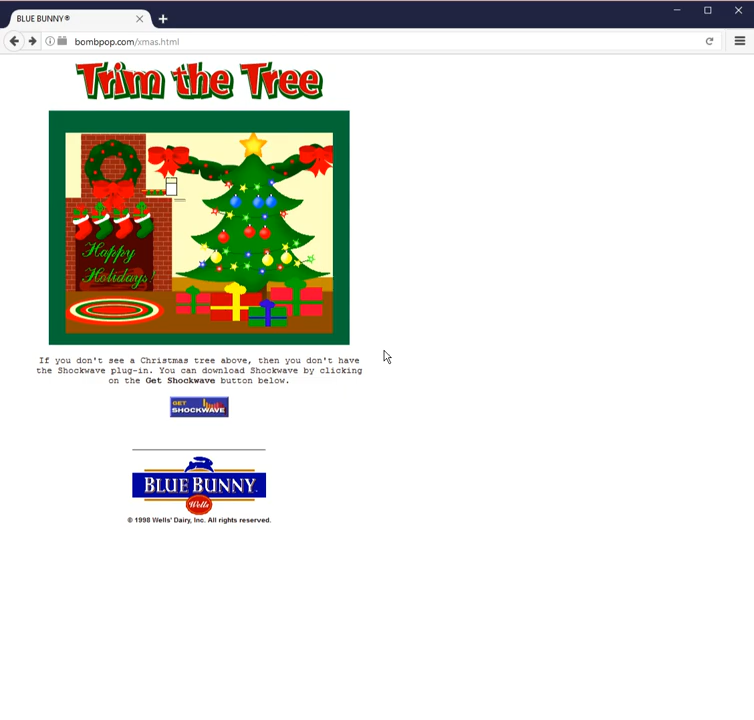 BLUE BUNNY®
bombpop.com/xmas.html
Trim the Tree
Happy
Holidays!
If you don't see a Christmas tree above, then you don't have
the Shockwave plug-in. You can download Shockwave by clicking
on the Get Shockwave button below.
GET
SHOCKWAVE
BLUE BUNNY
Wells
© 1998 Wells' Dairy, Inc. All rights reserved.